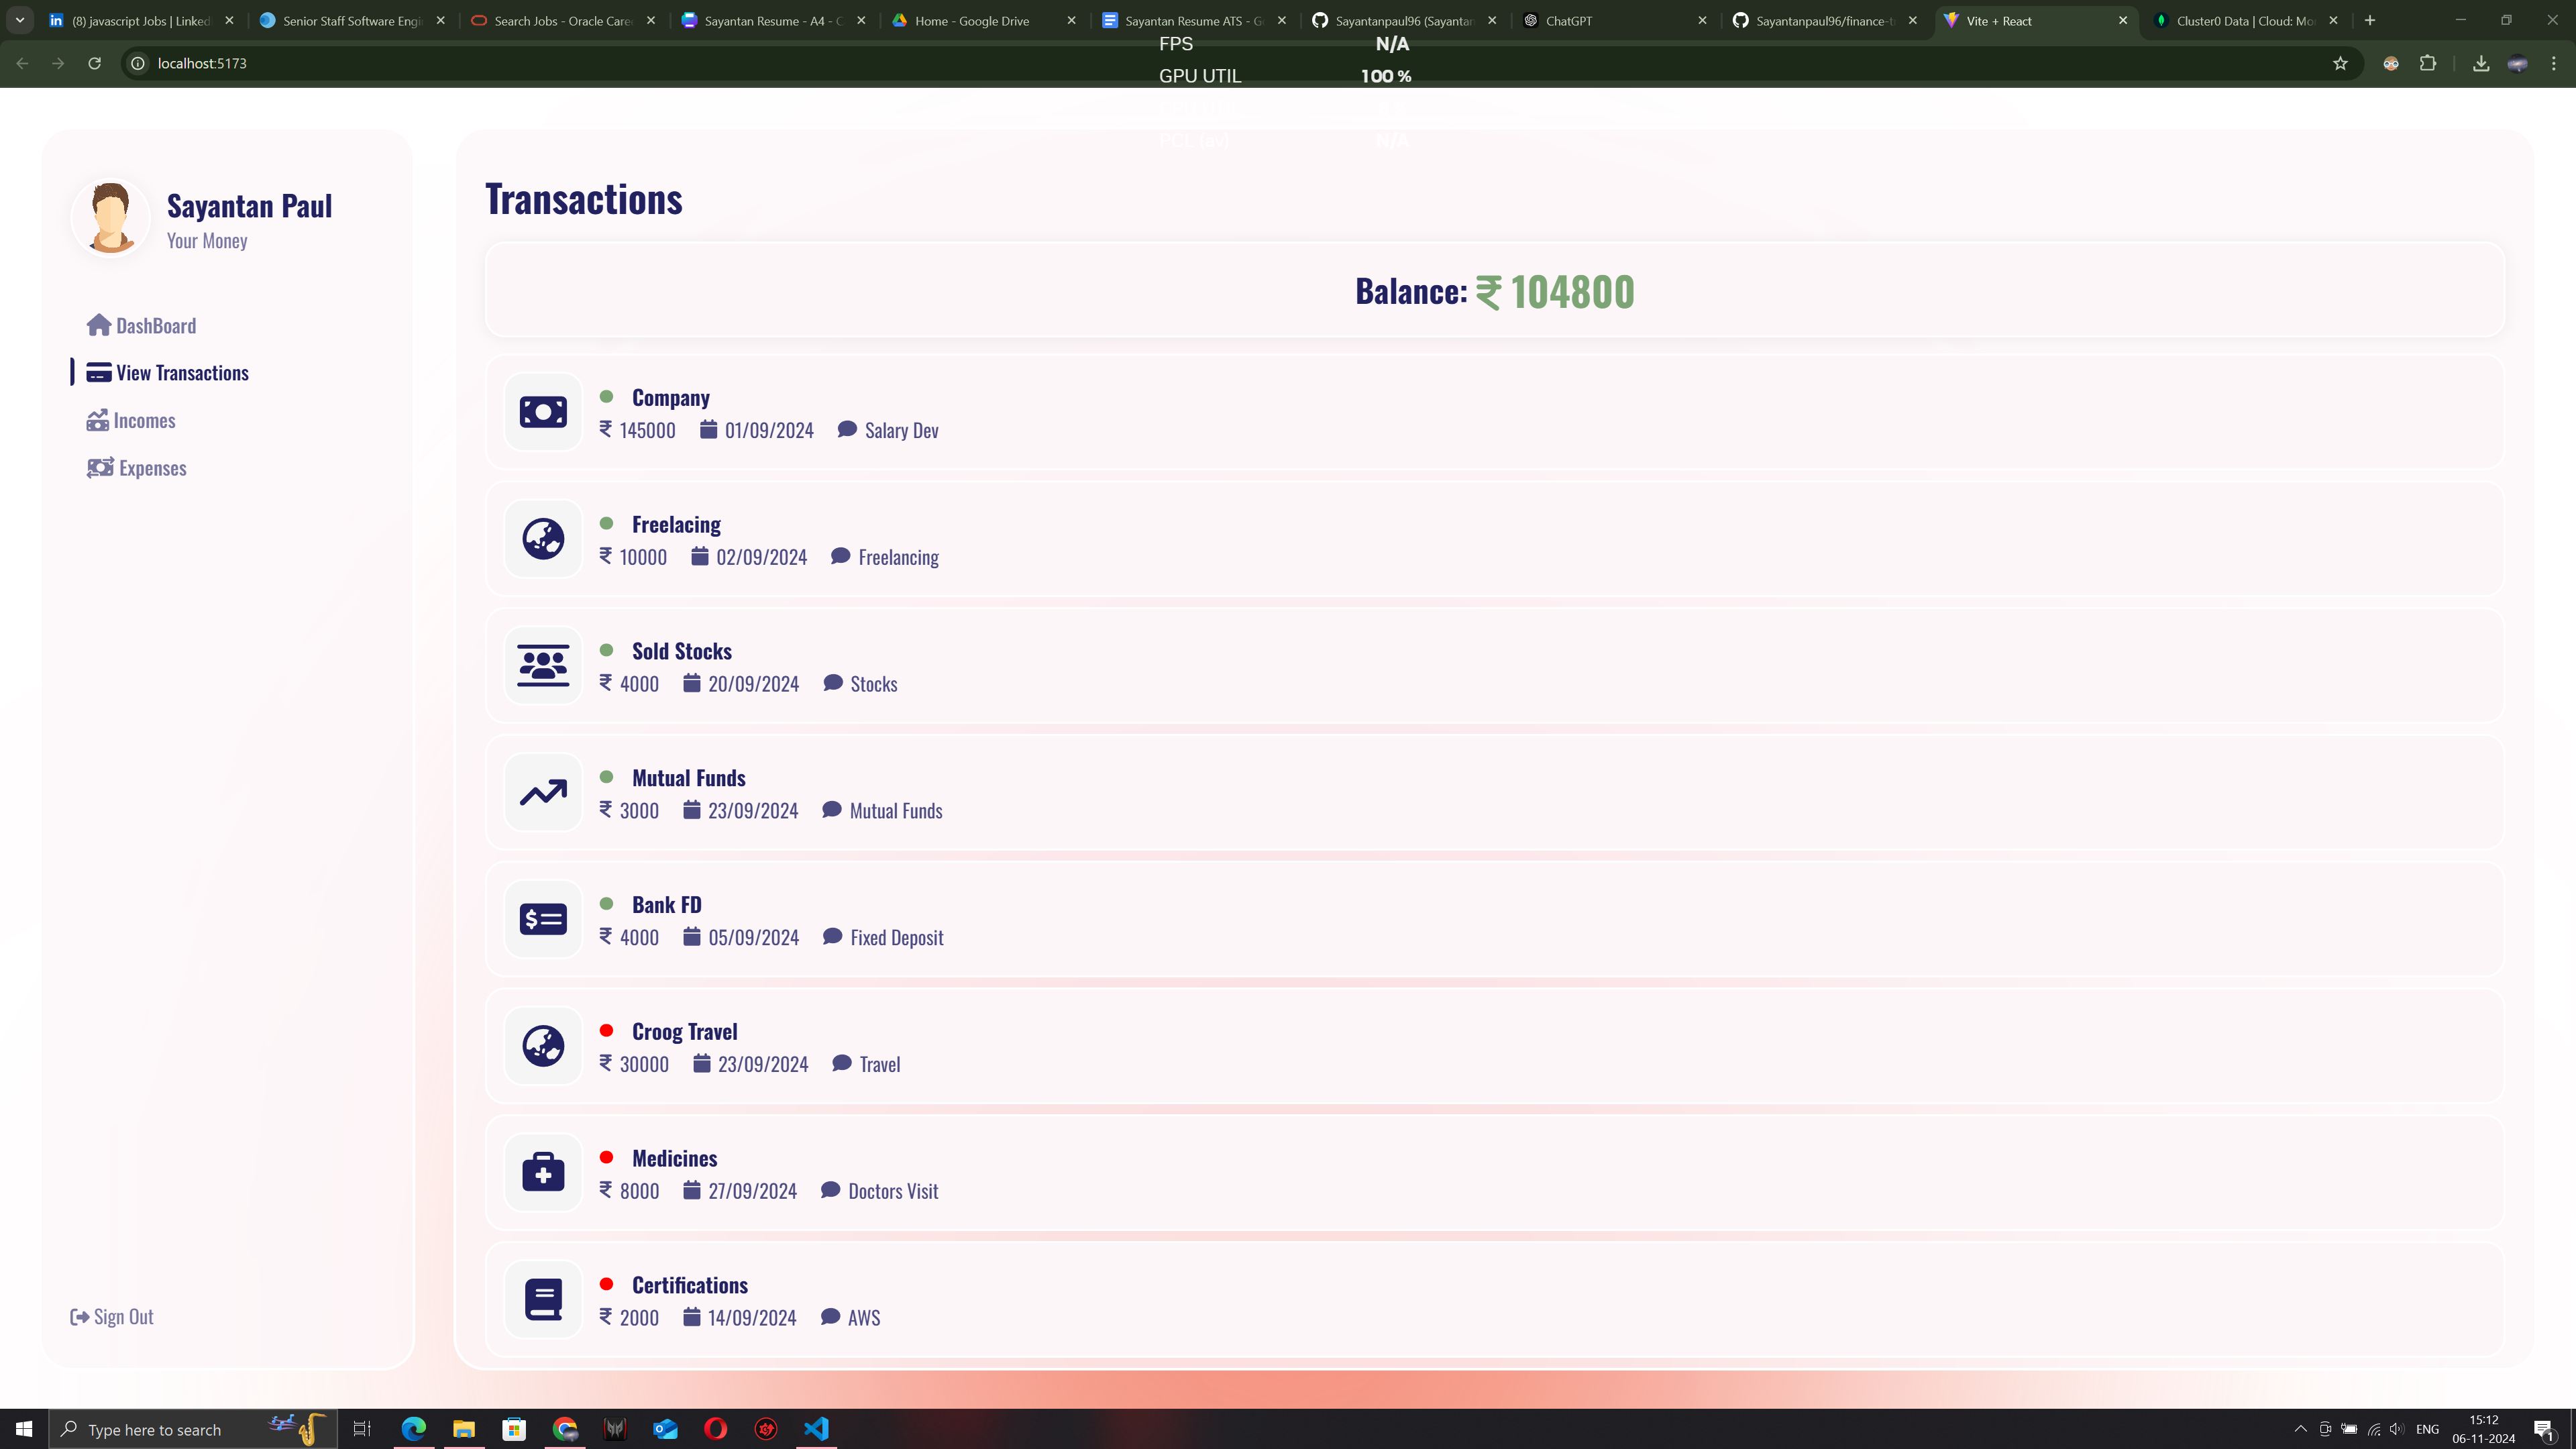 (8) javascript Jobs | Linked
Senior Staff Software Engi
Search Jobs - Oracle Care
Sayantan Resume - A4 - C
Home - Google Drive
Sayantan Resume ATS - G
Sayantanpaul96 (Sayantan
ChatGPT
Sayantanpaul96/finance-t
Vite + React
Cluster0 Data | Cloud: Mo
localhost:5173
FPS N/A
GPU UTIL 100 %
N/A
Sayantan Paul
Your Money
DashBoard
View Transactions
Incomes
Expenses
Sign Out
Transactions
Balance: ₹ 104800
Company
₹ 145000 01/09/2024 Salary Dev
Freelacing
₹ 10000 02/09/2024 Freelancing
Sold Stocks
₹ 4000 20/09/2024 Stocks
Mutual Funds
₹ 3000 23/09/2024 Mutual Funds
Bank FD
₹ 4000 05/09/2024 Fixed Deposit
Croog Travel
₹ 30000 23/09/2024 Travel
Medicines
₹ 8000 27/09/2024 Doctors Visit
Certifications
₹ 2000 14/09/2024 AWS
Type here to search
ENG
15:12
06-11-2024
1